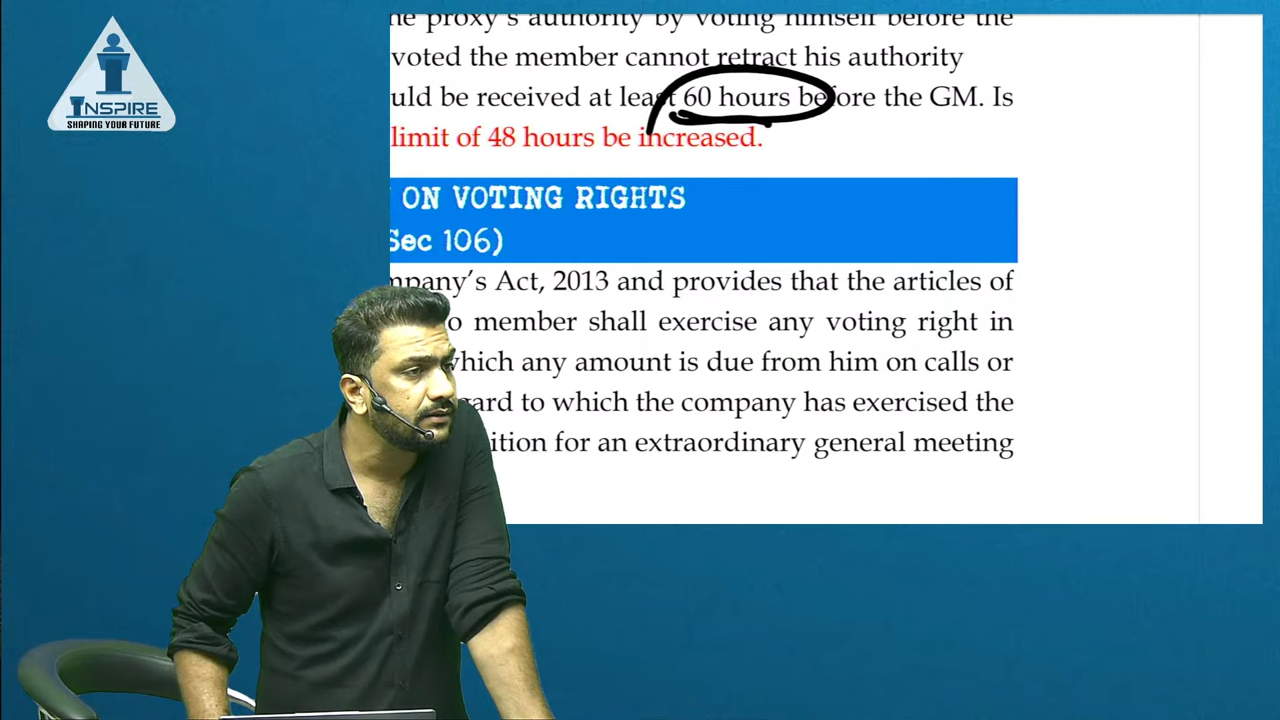 INSPIRE
SHAPING YOUR FUTURE
he proxy's authority by voting himself before the
voted the member cannot retract his authority
uld be received at least 60 hours before the GM. Is
limit of 48 hours be increased.
ON VOTING RIGHTS
Sec 106)
mpany's Act, 2013 and provides that the articles of
o member shall exercise any voting right in
which any amount is due from him on calls or
gard to which the company has exercised the
ition for an extraordinary general meeting